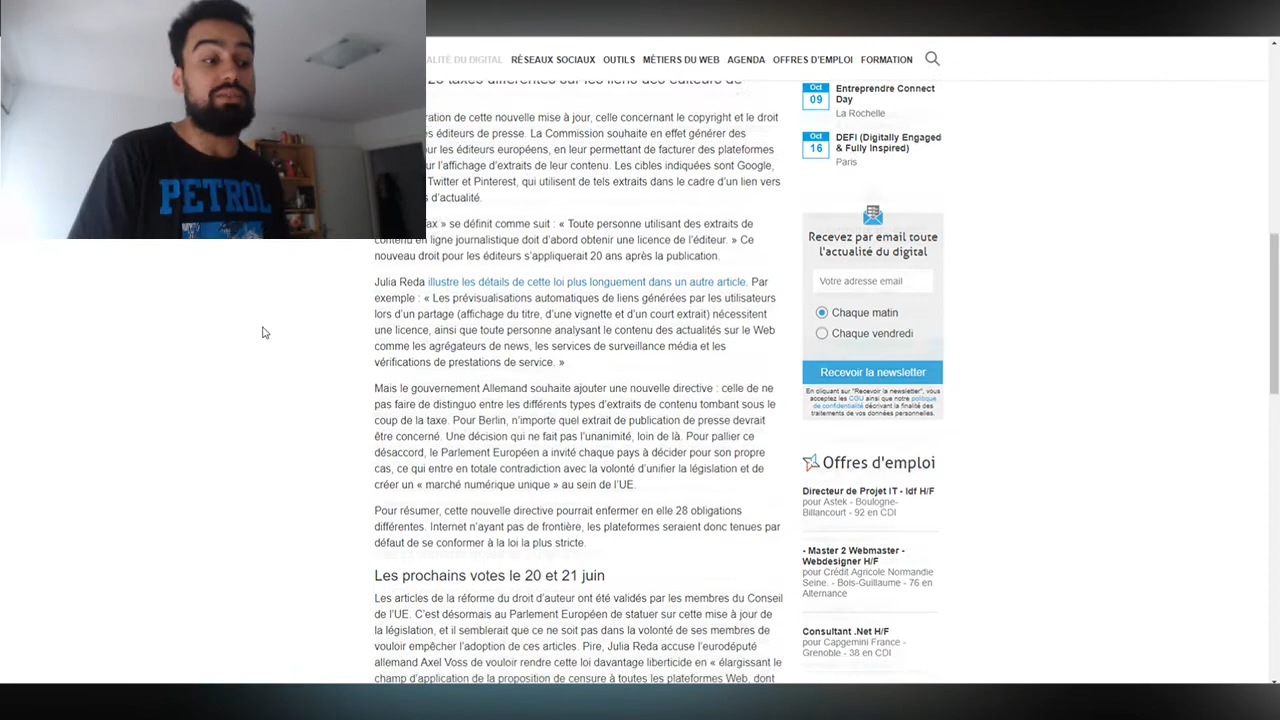 ALITÉ DU DIGITAL RÉSEAUX SOCIAUX OUTILS MÉTIERS DU WEB AGENDA OFFRES D'EMPLOI FORMATION
28 taxes différentes sur les liens des éditeurs de
ration de cette nouvelle mise à jour, celle concernant le copyright et le droit
es éditeurs de presse. La Commission souhaite en effet générer des
our les éditeurs européens, en leur permettant de facturer des plateformes
ur l'affichage d'extraits de leur contenu. Les cibles indiquées sont Google,
Twitter et Pinterest, qui utilisent de tels extraits dans le cadre d'un lien vers
s d'actualité.
ax » se définit comme suit : « Toute personne utilisant des extraits de
contenu en ligne journalistique doit d'abord obtenir une licence de l'éditeur. » Ce
nouveau droit pour les éditeurs s'appliquerait 20 ans après la publication.
Julia Reda illustre les détails de cette loi plus longuement dans un autre article. Par
exemple : « Les prévisualisations automatiques de liens générées par les utilisateurs
lors d'un partage (affichage du titre, d'une vignette et d'un court extrait) nécessitent
une licence, ainsi que toute personne analysant le contenu des actualités sur le Web
comme les agrégateurs de news, les services de surveillance média et les
vérifications de prestations de service. »
Mais le gouvernement Allemand souhaite ajouter une nouvelle directive : celle de ne
pas faire de distinguo entre les différents types d'extraits de contenu tombant sous le
coup de la taxe. Pour Berlin, n'importe quel extrait de publication de presse devrait
être concerné. Une décision qui ne fait pas l'unanimité, loin de là. Pour pallier ce
désaccord, le Parlement Européen a invité chaque pays à décider pour son propre
cas, ce qui entre en totale contradiction avec la volonté d'unifier la législation et de
créer un « marché numérique unique » au sein de l'UE.
Pour résumer, cette nouvelle directive pourrait enfermer en elle 28 obligations
différentes. Internet n'ayant pas de frontière, les plateformes seraient donc tenues par
défaut de se conformer à la loi la plus stricte.
Les prochains votes le 20 et 21 juin
Les articles de la réforme du droit d'auteur ont été validés par les membres du Conseil
de l'UE. C'est désormais au Parlement Européen de statuer sur cette mise à jour de
la législation, et il semblerait que ce ne soit pas dans la volonté de ses membres de
vouloir empêcher l'adoption de ces articles. Pire, Julia Reda accuse l'eurodéputé
allemand Axel Voss de vouloir rendre cette loi davantage liberticide en « élargissant le
champ d'application de la proposition de censure à toutes les plateformes Web, dont
Oct
09
Entreprendre Connect
Day
La Rochelle
Oct
16
DEFI (Digitally Engaged
& Fully Inspired)
Paris
Recevez par email toute
l'actualité du digital
Votre adresse email
Chaque matin
Chaque vendredi
Recevoir la newsletter
En cliquant sur "Recevoir la newsletter", vous
acceptez les CGU ainsi que notre politique
de confidentialité décrivant la finalité des
traitements de vos données personnelles.
Offres d'emploi
Directeur de Projet IT - Idf H/F
pour Astek - Boulogne-
Billancourt - 92 en CDI
- Master 2 Webmaster -
Webdesigner H/F
pour Crédit Agricole Normandie
Seine. - Bois-Guillaume - 76 en
Alternance
Consultant .Net H/F
pour Capgemini France -
Grenoble - 38 en CDI
PETROL